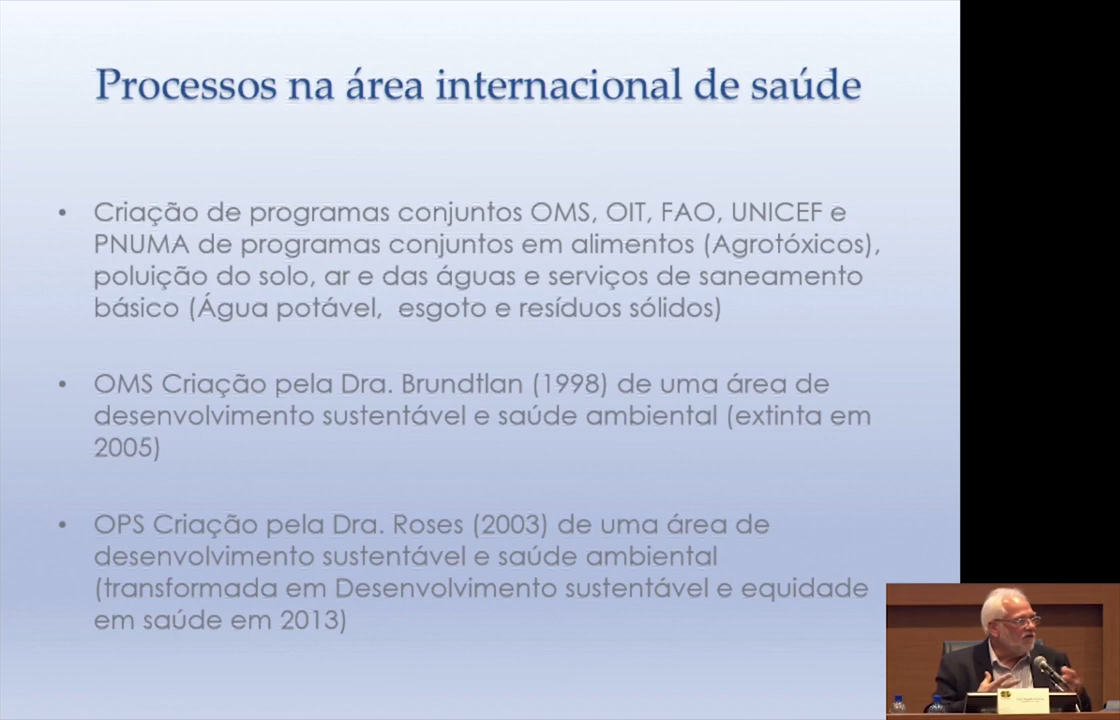 Processos na área internacional de saúde
• Criação de programas conjuntos OMS, OIT, FAO, UNICEF e
PNUMA de programas conjuntos em alimentos (Agrotóxicos),
poluição do solo, ar e das águas e serviços de saneamento
básico (Água potável,  esgoto e resíduos sólidos)
• OMS Criação pela Dra. Brundtlan (1998) de uma área de
desenvolvimento sustentável e saúde ambiental (extinta em
2005)
• OPS Criação pela Dra. Roses (2003) de uma área de
desenvolvimento sustentável e saúde ambiental
(transformada em Desenvolvimento sustentável e equidade
em saúde em 2013)